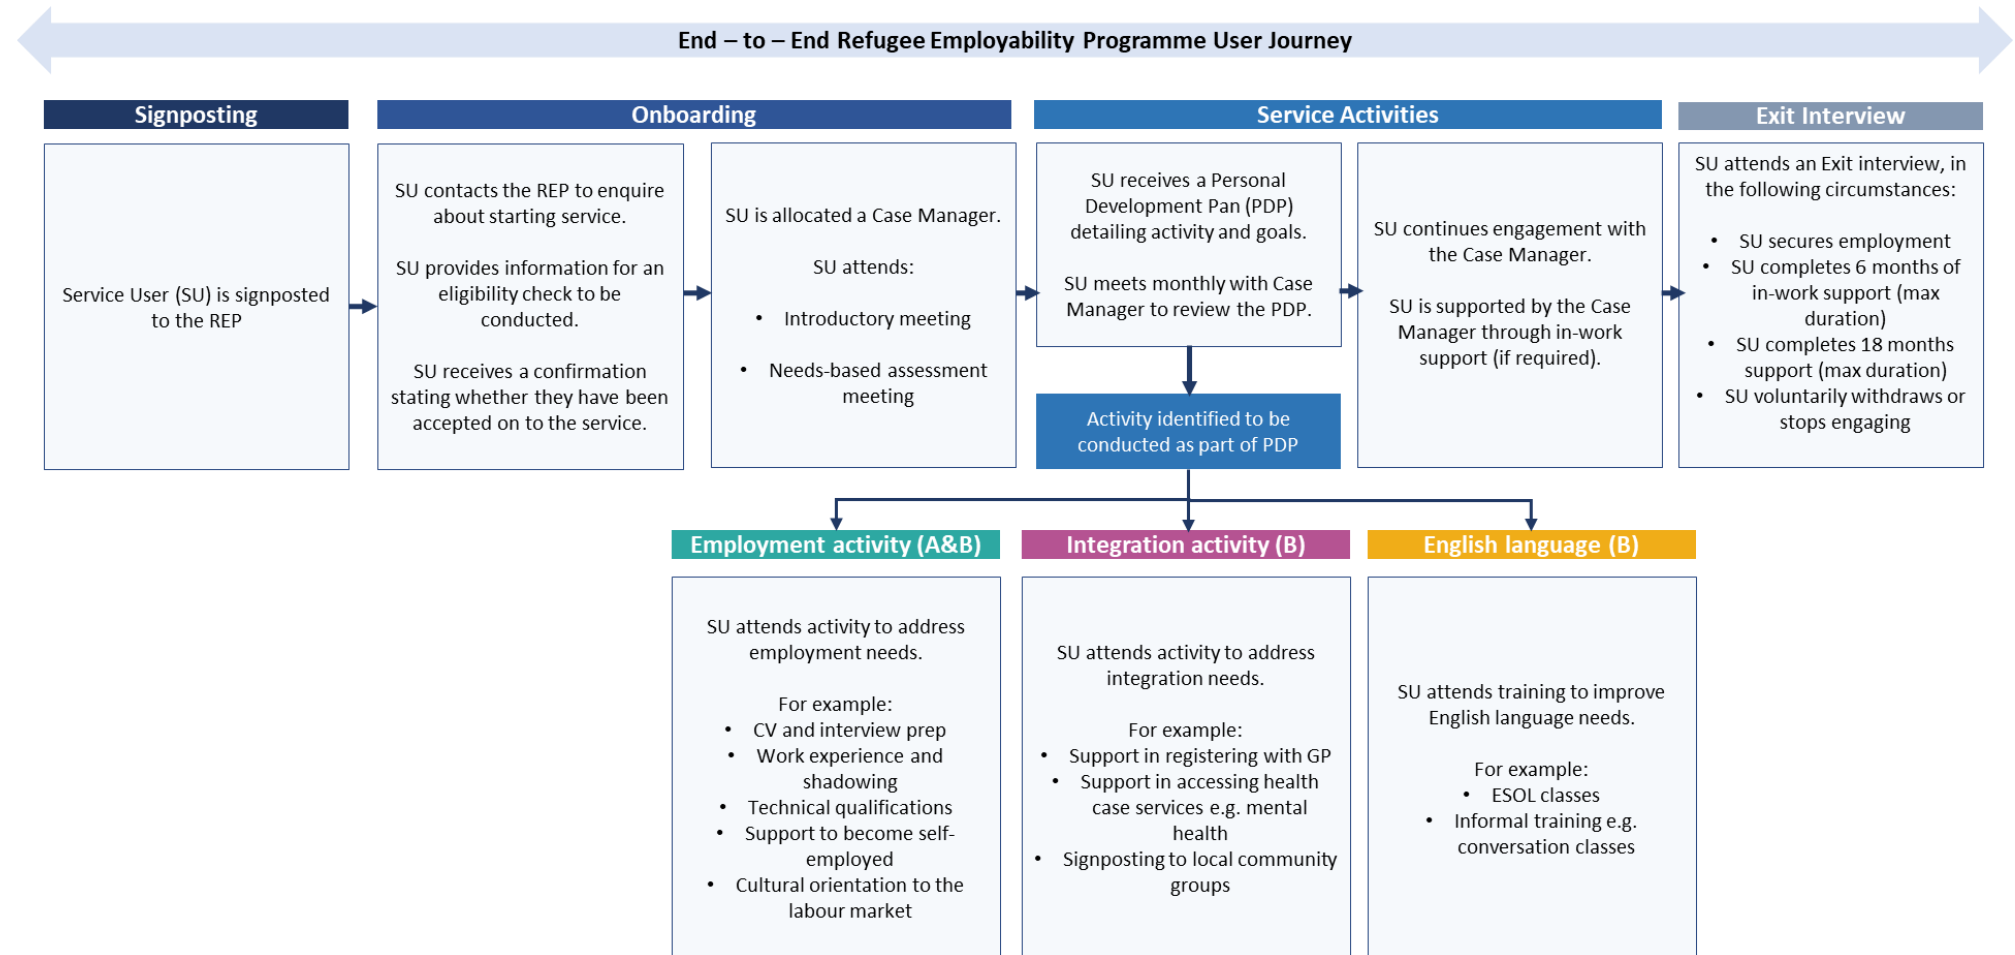 End – to – End Refugee Employability Programme User Journey
Signposting
Service User (SU) is signposted
to the REP
Onboarding
SU contacts the REP to enquire
about starting service.
SU provides information for an
eligibility check to be
conducted.
SU receives a confirmation
stating whether they have been
accepted on to the service.
SU is allocated a Case Manager.
SU attends:
• Introductory meeting
• Needs-based assessment
meeting
Service Activities
SU receives a Personal
Development Pan (PDP)
detailing activity and goals.
SU meets monthly with Case
Manager to review the PDP.
Activity identified to be
conducted as part of PDP
SU continues engagement with
the Case Manager.
SU is supported by the Case
Manager through in-work
support (if required).
Exit Interview
SU attends an Exit interview, in
the following circumstances:
• SU secures employment
• SU completes 6 months of
in-work support (max
duration)
• SU completes 18 months
support (max duration)
• SU voluntarily withdraws or
stops engaging
Employment activity (A&B)
SU attends activity to address
employment needs.
For example:
• CV and interview prep
• Work experience and
shadowing
• Technical qualifications
• Support to become self-
employed
• Cultural orientation to the
labour market
Integration activity (B)
SU attends activity to address
integration needs.
For example:
• Support in registering with GP
• Support in accessing health
case services e.g. mental
health
• Signposting to local community
groups
English language (B)
SU attends training to improve
English language needs.
For example:
• ESOL classes
• Informal training e.g.
conversation classes